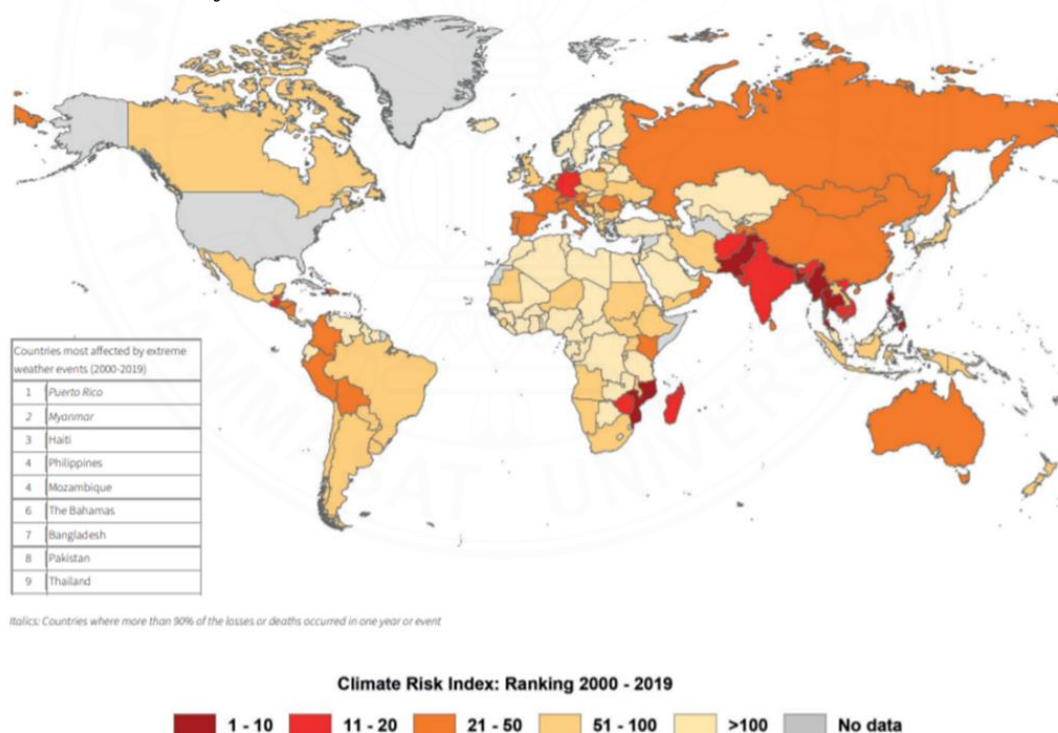 Countries most affected by extreme
weather events (2000-2019)
1 Puerto Rico
2 Myanmar
3 Haiti
4 Philippines
4 Mozambique
6 The Bahamas
7 Bangladesh
8 Pakistan
9 Thailand
Italics: Countries where more than 90% of the losses or deaths occurred in one year or event
Climate Risk Index: Ranking 2000 - 2019
1 - 10 11 - 20 21 - 50 51 - 100 >100 No data